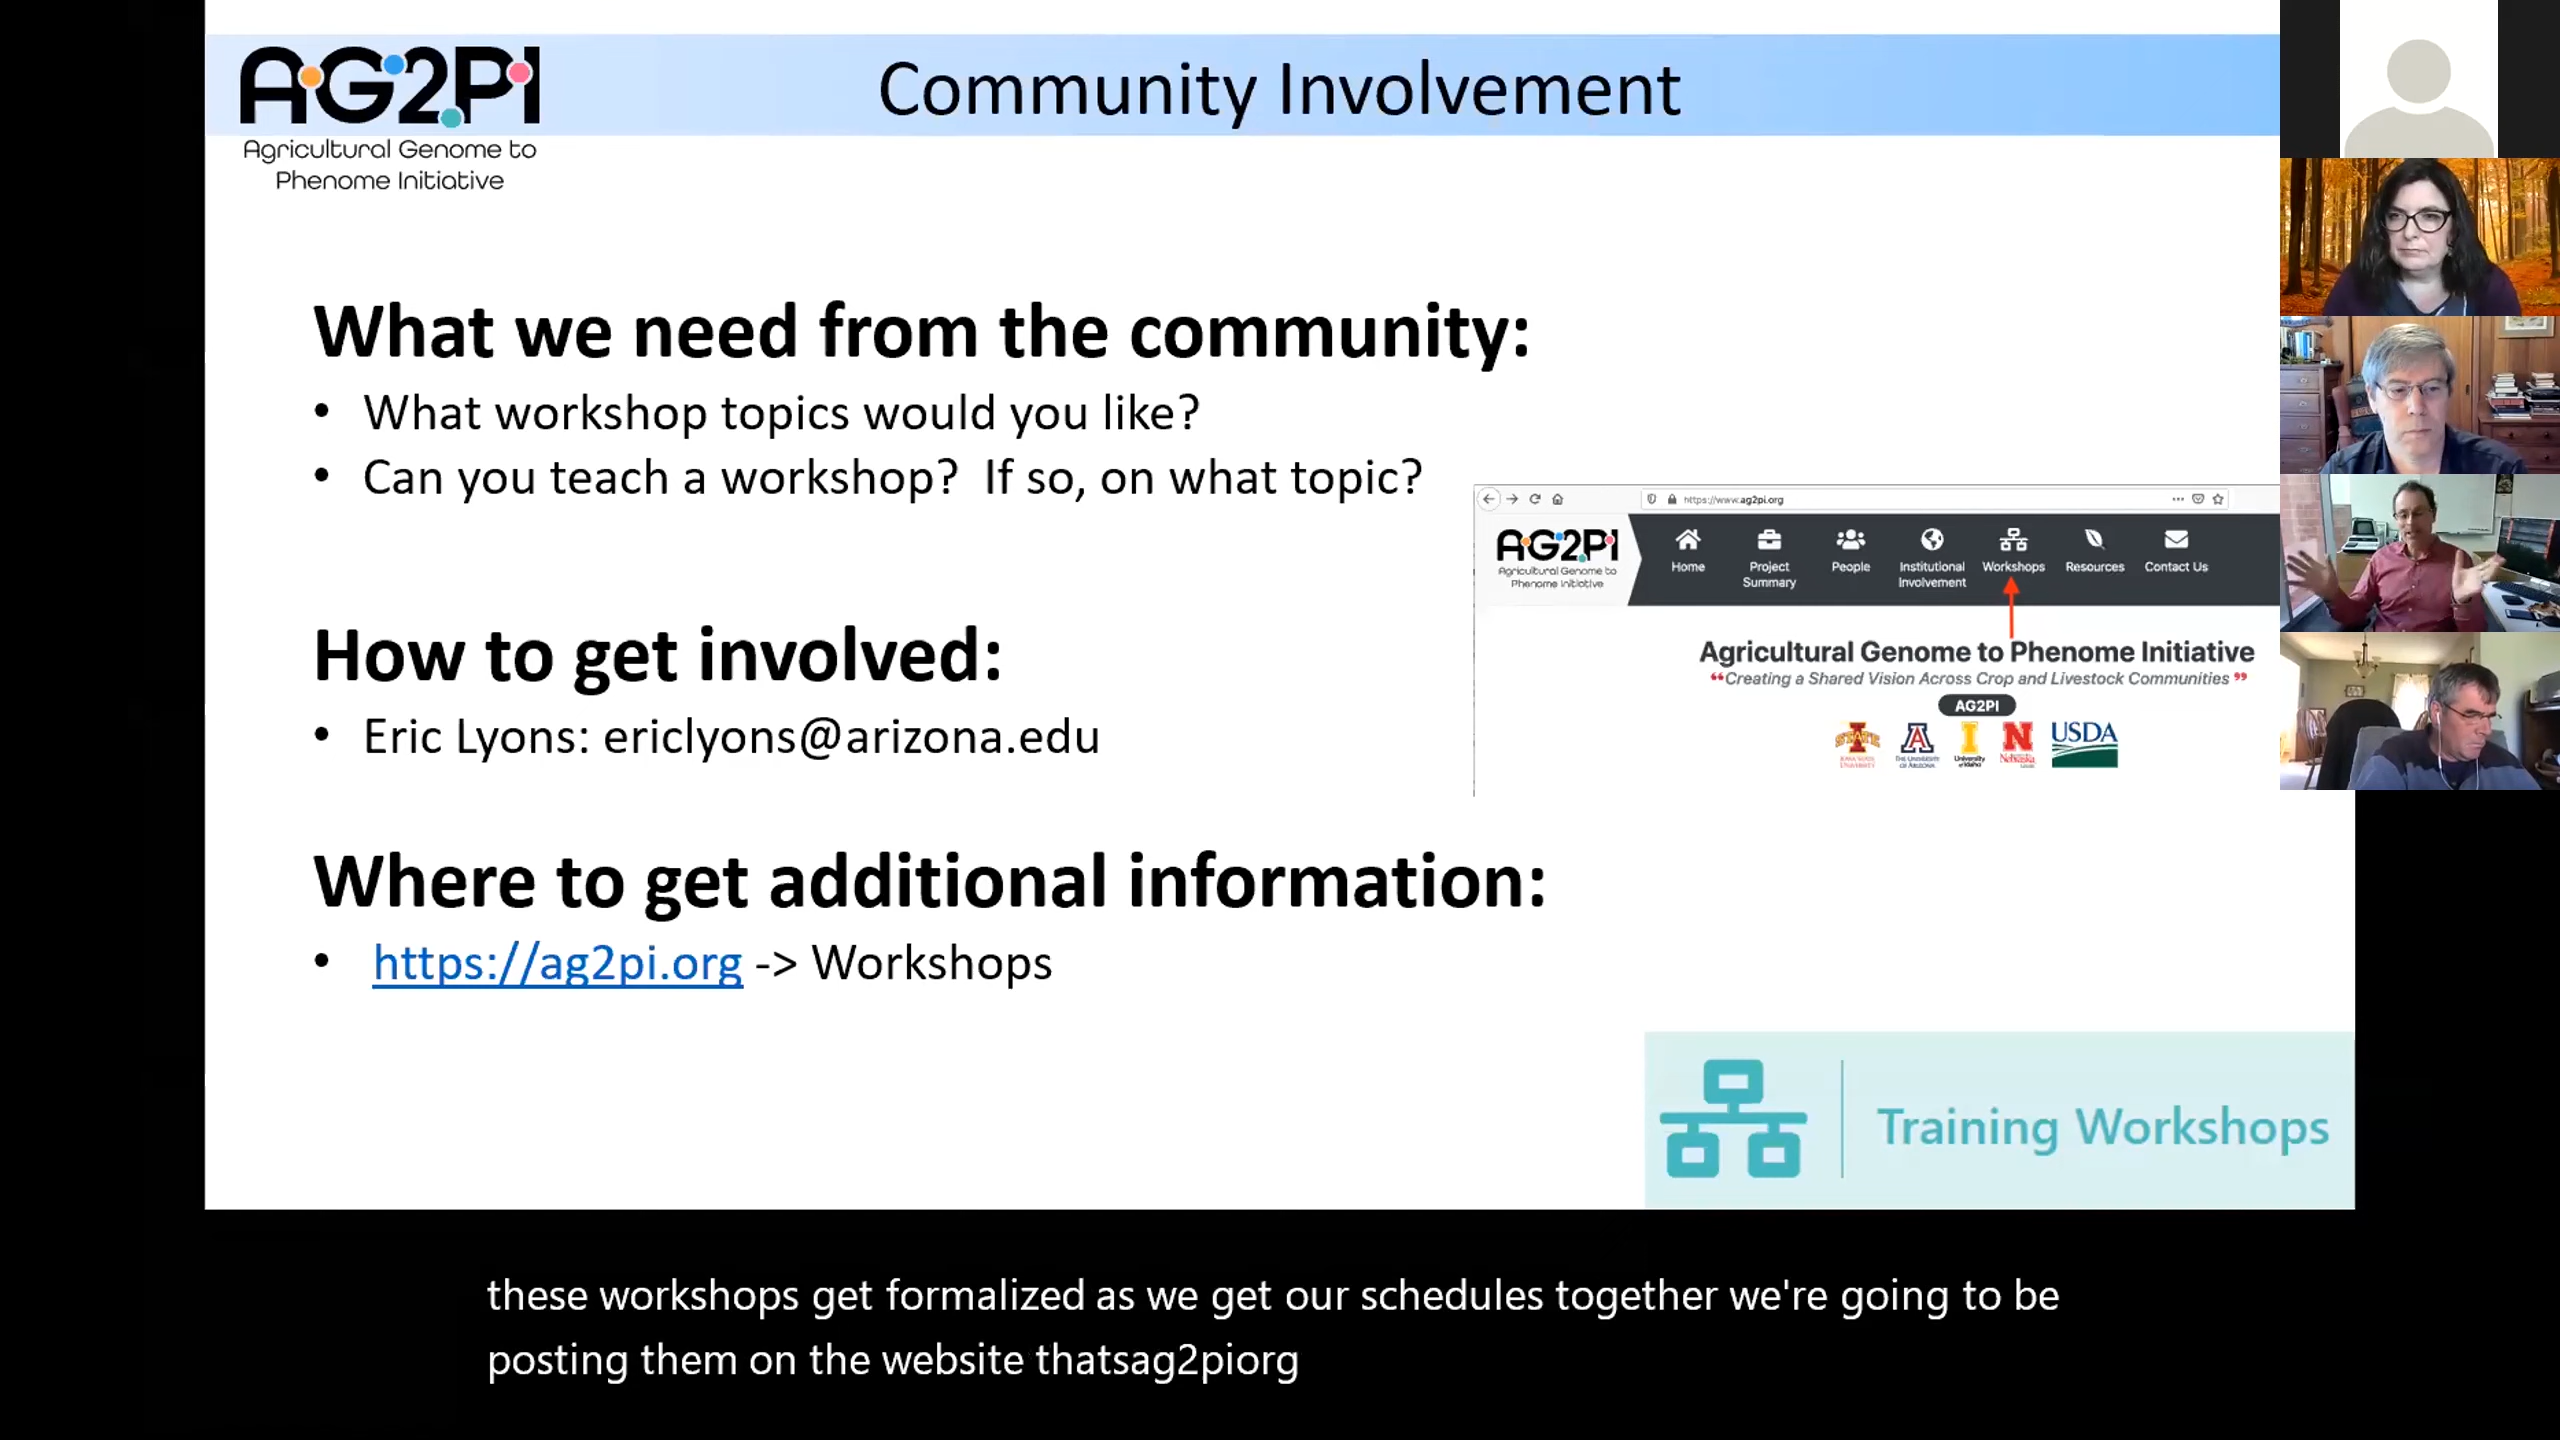 AG2PI
Agricultural Genome to
Phenome Initiative
Community Involvement
What we need from the community:
• What workshop topics would you like?
• Can you teach a workshop?  If so, on what topic?
How to get involved:
• Eric Lyons: ericlyons@arizona.edu
Where to get additional information:
• https://ag2pi.org -> Workshops
https://www.ag2pi.org
AG2PI
Agricultural Genome to
Phenome Initiative
Home
Project
Summary
People
Institutional
Involvement
Workshops
Resources
Contact Us
Agricultural Genome to Phenome Initiative
“Creating a Shared Vision Across Crop and Livestock Communities”
AG2PI
STATE
IOWA STATE
UNIVERSITY
A
THE UNIVERSITY
OF ARIZONA
I
University
of Idaho
N
Nebraska
USDA
Training Workshops
these workshops get formalized as we get our schedules together we're going to be
posting them on the website thatsag2piorg